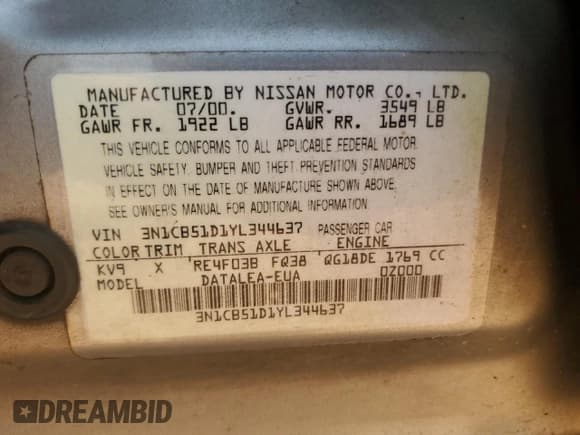 MANUFACTURED BY NISSAN MOTOR CO., LTD.
DATE 07/00. GVWR. 3549 LB
GAWR FR. 1922 LB GAWR RR. 1689 LB
THIS VEHICLE CONFORMS TO ALL APPLICABLE FEDERAL MOTOR
VEHICLE SAFETY, BUMPER AND THEFT PREVENTION STANDARDS
IN EFFECT ON THE DATE OF MANUFACTURE SHOWN ABOVE.
SEE OWNER'S MANUAL FOR ADDITIONAL INFORMATION.
VIN 3N1CB51D1YL344637 PASSENGER CAR
COLOR TRIM TRANS AXLE ENGINE
KV9 X RE4F03B FQ38 QG18DE 1769 CC
MODEL DATALEA-EUA 0Z000
3N1CB51D1YL344637
DREAMBID